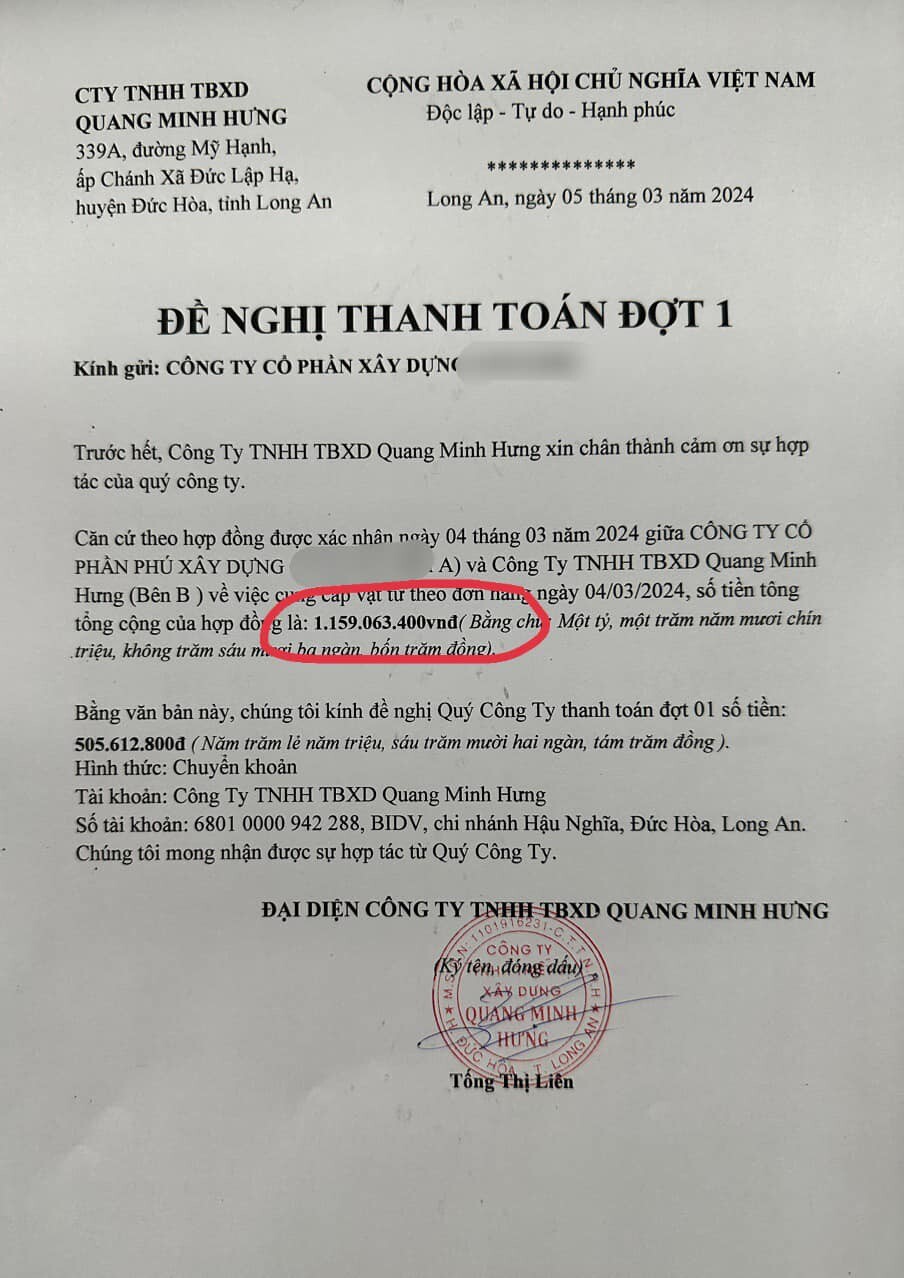 CTY TNHH TBXD
QUANG MINH HƯNG
339A, đường Mỹ Hạnh,
ấp Chánh Xã Đức Lập Hạ,
huyện Đức Hòa, tỉnh Long An
CỘNG HÒA XÃ HỘI CHỦ NGHĨA VIỆT NAM
Độc lập - Tự do - Hạnh phúc
**************
Long An, ngày 05 tháng 03 năm 2024
ĐỀ NGHỊ THANH TOÁN ĐỢT 1
Kính gửi: CÔNG TY CỔ PHẦN XÂY DỰNG
Trước hết, Công Ty TNHH TBXD Quang Minh Hưng xin chân thành cảm ơn sự hợp
tác của quý công ty.
Căn cứ theo hợp đồng được xác nhận ngày 04 tháng 03 năm 2024 giữa CÔNG TY CỔ
PHẦN PHÚ XÂY DỰNG A) và Công Ty TNHH TBXD Quang Minh
Hưng (Bên B ) về việc cung cấp vật tư theo đơn hàng ngày 04/03/2024, số tiền tông
tổng cộng của hợp đồng là: 1.159.063.400vnđ( Bằng chữ: Một tỷ, một trăm năm mươi chín
triệu, không trăm sáu mươi ba ngàn, bốn trăm đồng).
Bằng văn bản này, chúng tôi kính đề nghị Quý Công Ty thanh toán đợt 01 số tiền:
505.612.800đ ( Năm trăm lẻ năm triệu, sáu trăm mười hai ngàn, tám trăm đồng ).
Hình thức: Chuyển khoản
Tài khoản: Công Ty TNHH TBXD Quang Minh Hưng
Số tài khoản: 6801 0000 942 288, BIDV, chi nhánh Hậu Nghĩa, Đức Hòa, Long An.
Chúng tôi mong nhận được sự hợp tác từ Quý Công Ty.
ĐẠI DIỆN CÔNG TY TNHH TBXD QUANG MINH HƯNG
(Ký tên, đóng dấu)
M.S.D.N: 1101916231-C.T.T.N.H.H
CÔNG TY
XÂY DỰNG
QUANG MINH
HƯNG
H. ĐỨC HÒA T. LONG AN
Tống Thị Liên